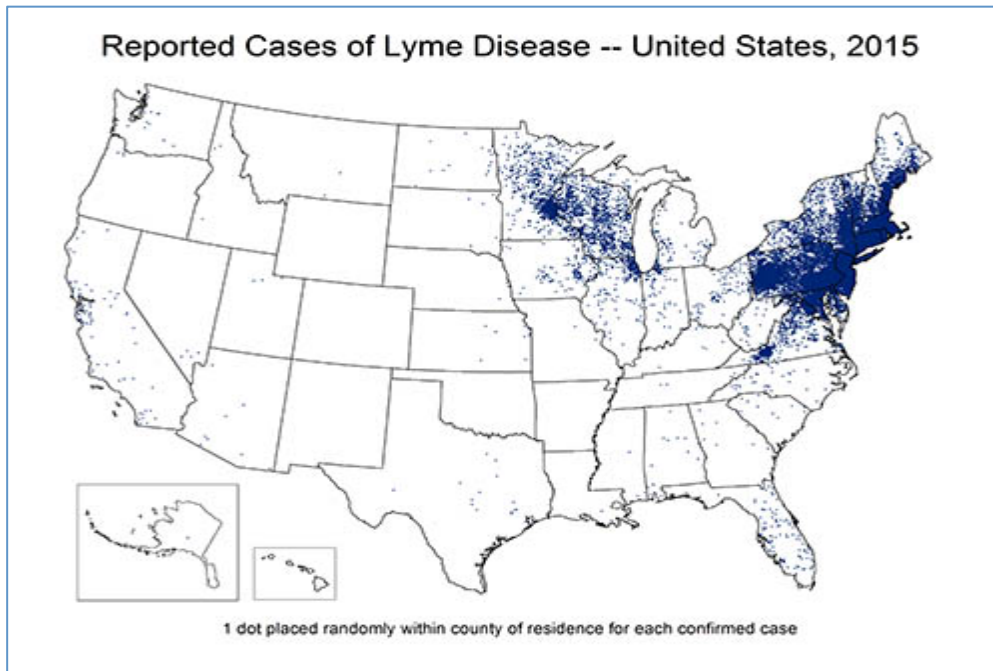 Reported Cases of Lyme Disease -- United States, 2015
1 dot placed randomly within county of residence for each confirmed case